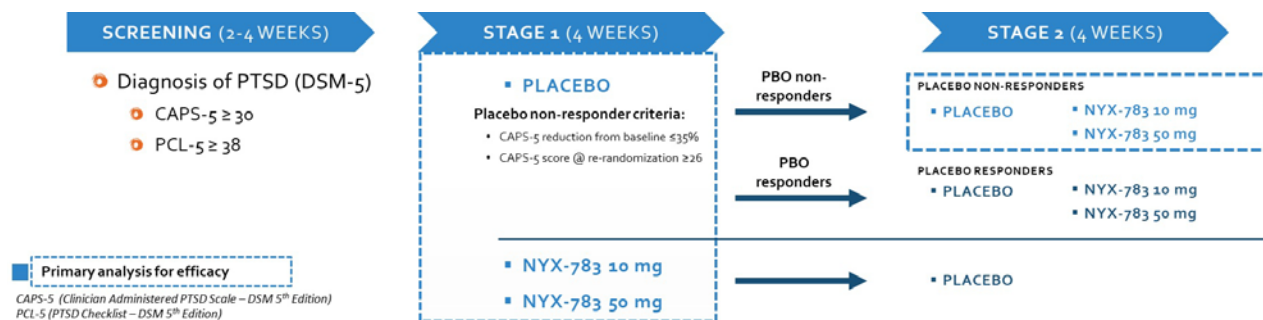 SCREENING (2-4 WEEKS)
Diagnosis of PTSD (DSM-5)
CAPS-5 ≥ 30
PCL-5 ≥ 38
Primary analysis for efficacy
CAPS-5 (Clinician Administered PTSD Scale – DSM 5th Edition)
PCL-5 (PTSD Checklist – DSM 5th Edition)
STAGE 1 (4 WEEKS)
▪ PLACEBO
Placebo non-responder criteria:
• CAPS-5 reduction from baseline ≤35%
• CAPS-5 score @ re-randomization ≥26
▪ NYX-783 10 mg
▪ NYX-783 50 mg
PBO non-
responders
PBO
responders
STAGE 2 (4 WEEKS)
PLACEBO NON-RESPONDERS
▪ PLACEBO ▪ NYX-783 10 mg
▪ NYX-783 50 mg
PLACEBO RESPONDERS
▪ PLACEBO ▪ NYX-783 10 mg
▪ NYX-783 50 mg
▪ PLACEBO